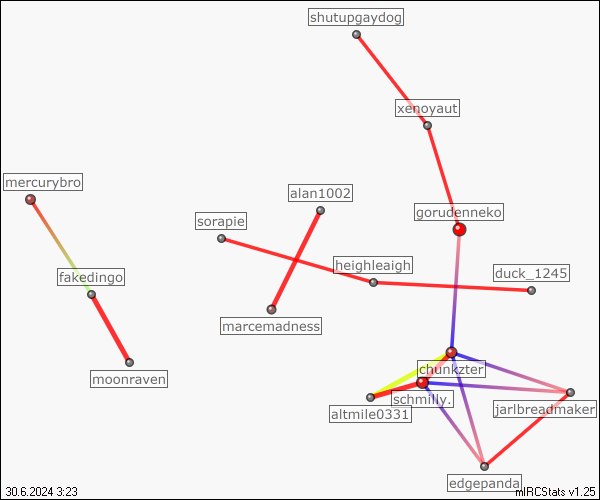 shutupgaydog
xenoyaut
mercurybro
alan1002
sorapie
gorudenneko
heighleaigh
duck_1245
fakedingo
marcemadness
chunkzter
moonraven
schmilly.
altmile0331
jarlbreadmaker
edgepanda
30.6.2024 3:23
mIRCStats v1.25